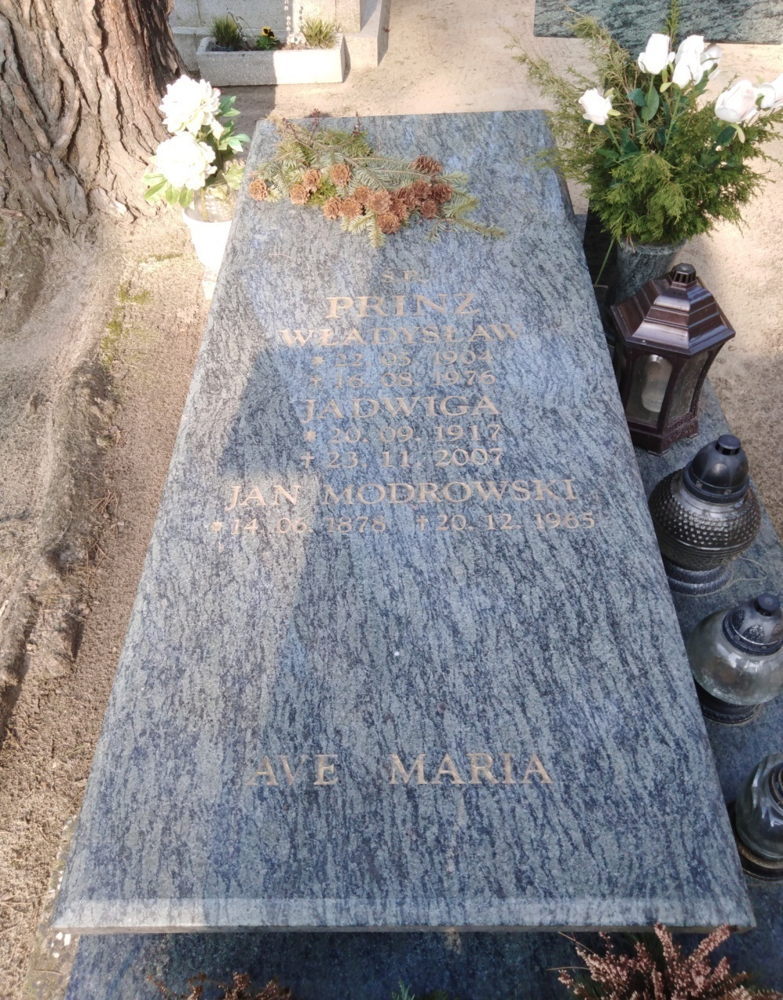 Ś.P.
PRINZ
WŁADYSŁAW
* 22. 05. 1904
† 16. 08. 1976
JADWIGA
* 20. 09. 1917
† 23. 11. 2007
JAN MODROWSKI
* 14. 06. 1878 † 20. 12. 1965
AVE MARIA